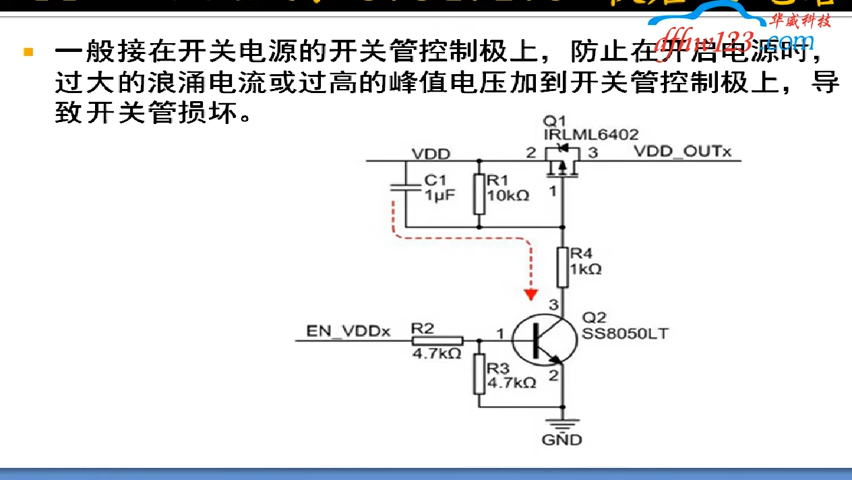 华威科技
dfhw123.com
一般接在开关电源的开关管控制极上，防止在开启电源时，
过大的浪涌电流或过高的峰值电压加到开关管控制极上，导
致开关管损坏。
Q1
IRLML6402
VDD
2
3
VDD_OUTx
C1
1μF
R1
10kΩ
1
R4
1kΩ
3
Q2
SS8050LT
EN_VDDx
R2
4.7kΩ
1
R3
4.7kΩ
2
GND